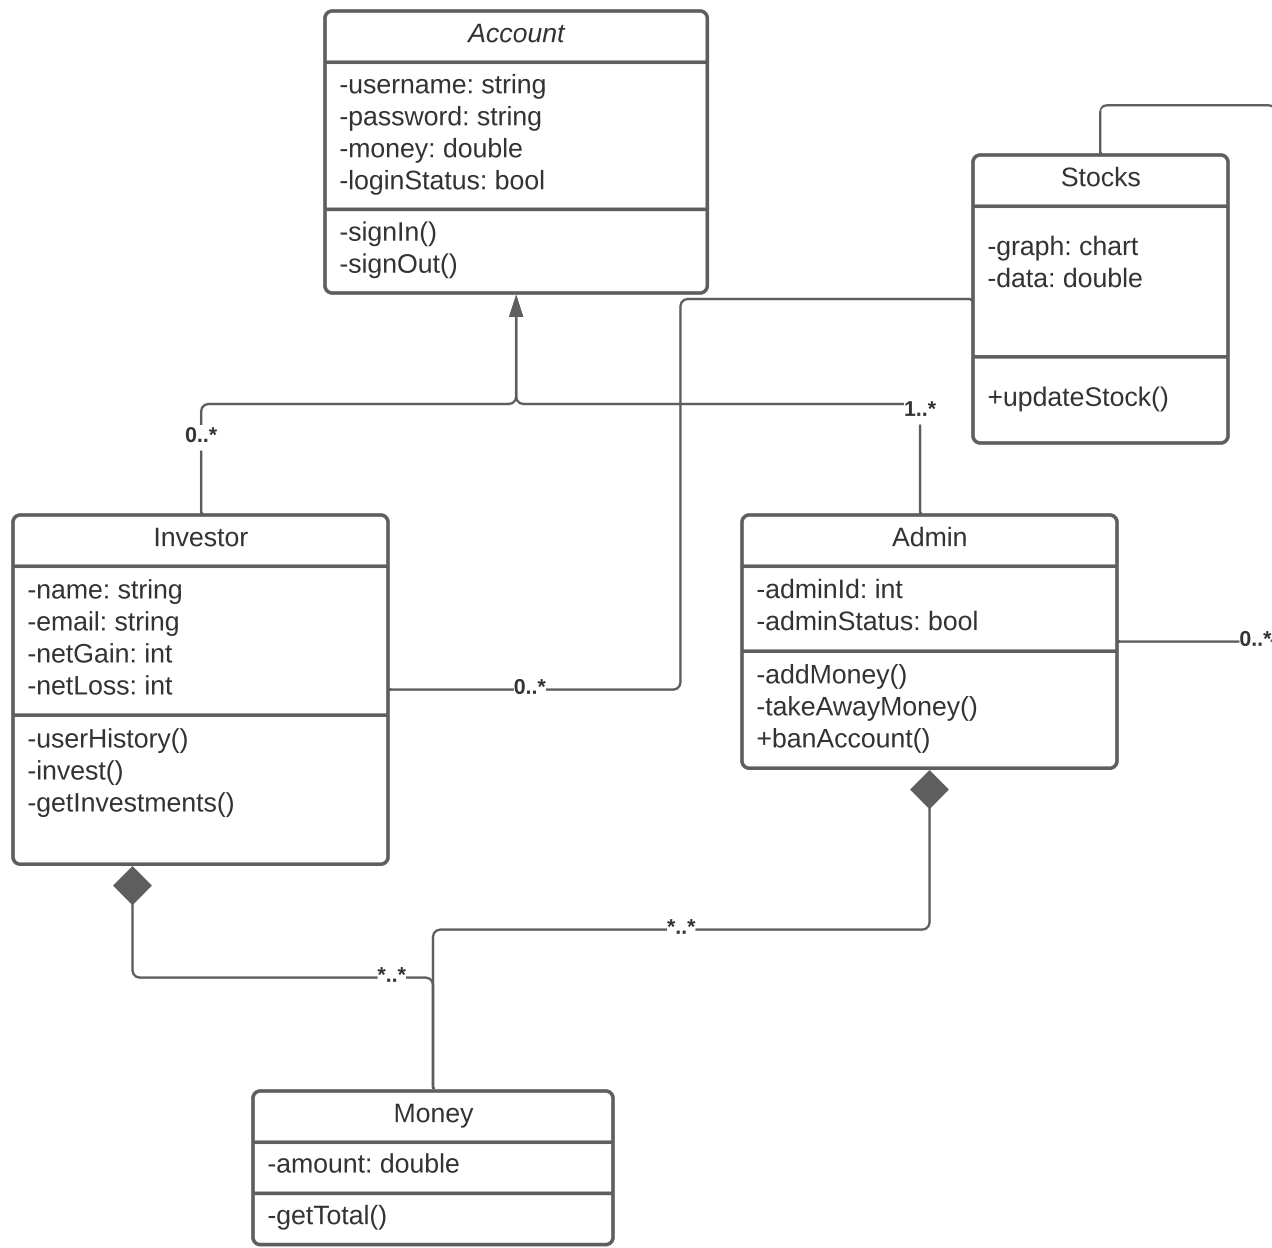 Account
-username: string
-password: string
-money: double
-loginStatus: bool
-signIn()
-signOut()
Stocks
-graph: chart
-data: double
+updateStock()
0..*
1..*
Investor
-name: string
-email: string
-netGain: int
-netLoss: int
-userHistory()
-invest()
-getInvestments()
0..*
Admin
-adminId: int
-adminStatus: bool
-addMoney()
-takeAwayMoney()
+banAccount()
0..*
*..*
*..*
Money
-amount: double
-getTotal()